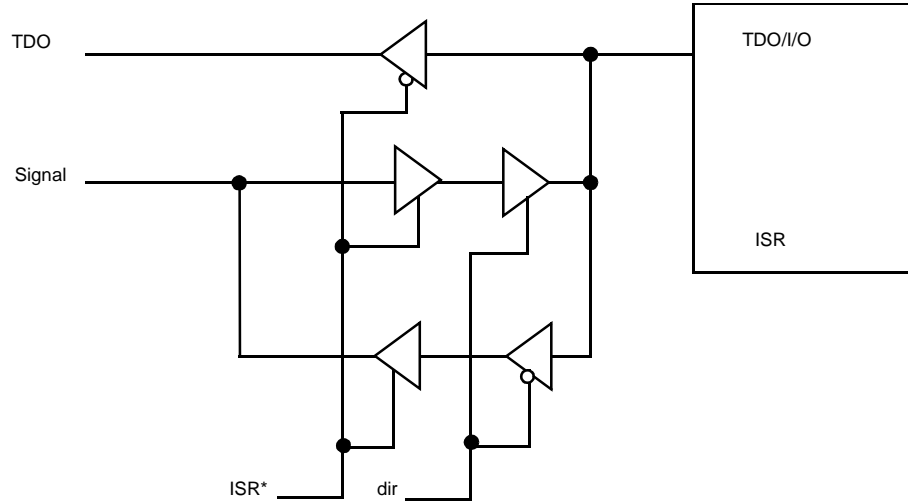 TDO
TDO/I/O
Signal
ISR
ISR*
dir